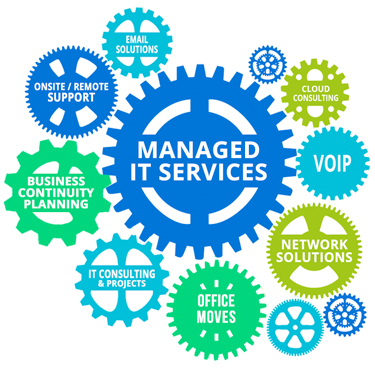 EMAIL
SOLUTIONS
ONSITE / REMOTE
SUPPORT
CLOUD
CONSULTING
MANAGED
IT SERVICES
VOIP
BUSINESS
CONTINUITY
PLANNING
NETWORK
SOLUTIONS
IT CONSULTING
& PROJECTS
OFFICE
MOVES